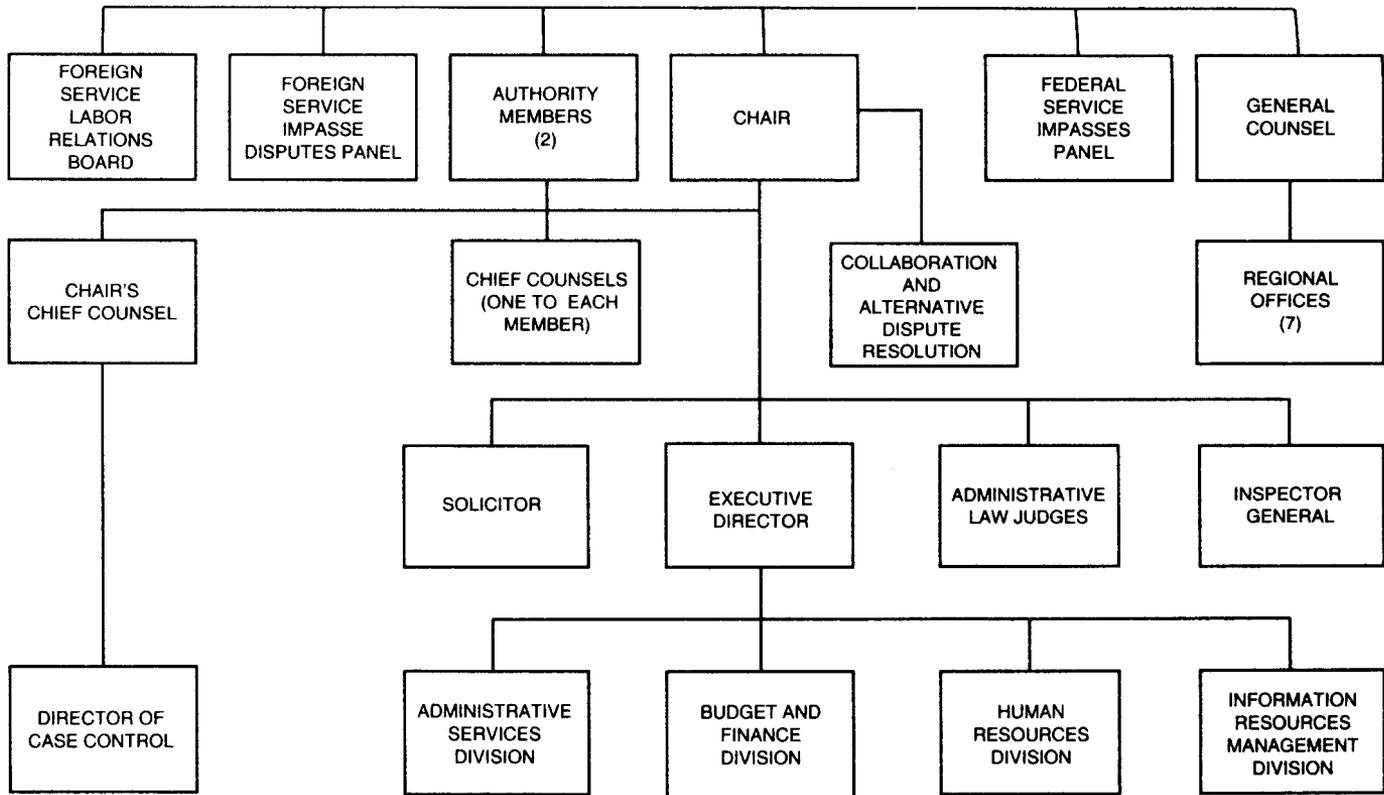 FOREIGN
SERVICE
LABOR
RELATIONS
BOARD
FOREIGN
SERVICE
IMPASSE
DISPUTES PANEL
AUTHORITY
MEMBERS
(2)
CHAIR
FEDERAL
SERVICE
IMPASSES
PANEL
GENERAL
COUNSEL
CHAIR'S
CHIEF COUNSEL
CHIEF COUNSELS
(ONE TO EACH
MEMBER)
COLLABORATION
AND
ALTERNATIVE
DISPUTE
RESOLUTION
REGIONAL
OFFICES
(7)
SOLICITOR
EXECUTIVE
DIRECTOR
ADMINISTRATIVE
LAW JUDGES
INSPECTOR
GENERAL
DIRECTOR OF
CASE CONTROL
ADMINISTRATIVE
SERVICES
DIVISION
BUDGET AND
FINANCE
DIVISION
HUMAN
RESOURCES
DIVISION
INFORMATION
RESOURCES
MANAGEMENT
DIVISION